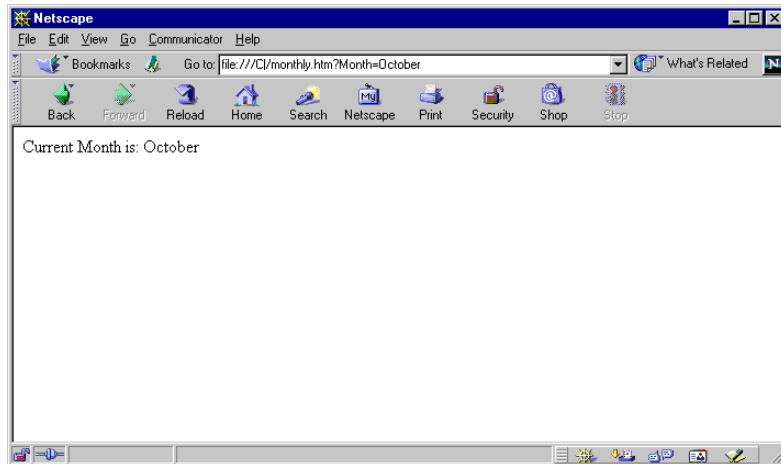 Netscape
File Edit View Go Communicator Help
Bookmarks Go to: file:///C|/monthly.htm?Month=October What's Related N
Back Forward Reload Home Search Netscape Print Security Shop Stop
My
Current Month is: October